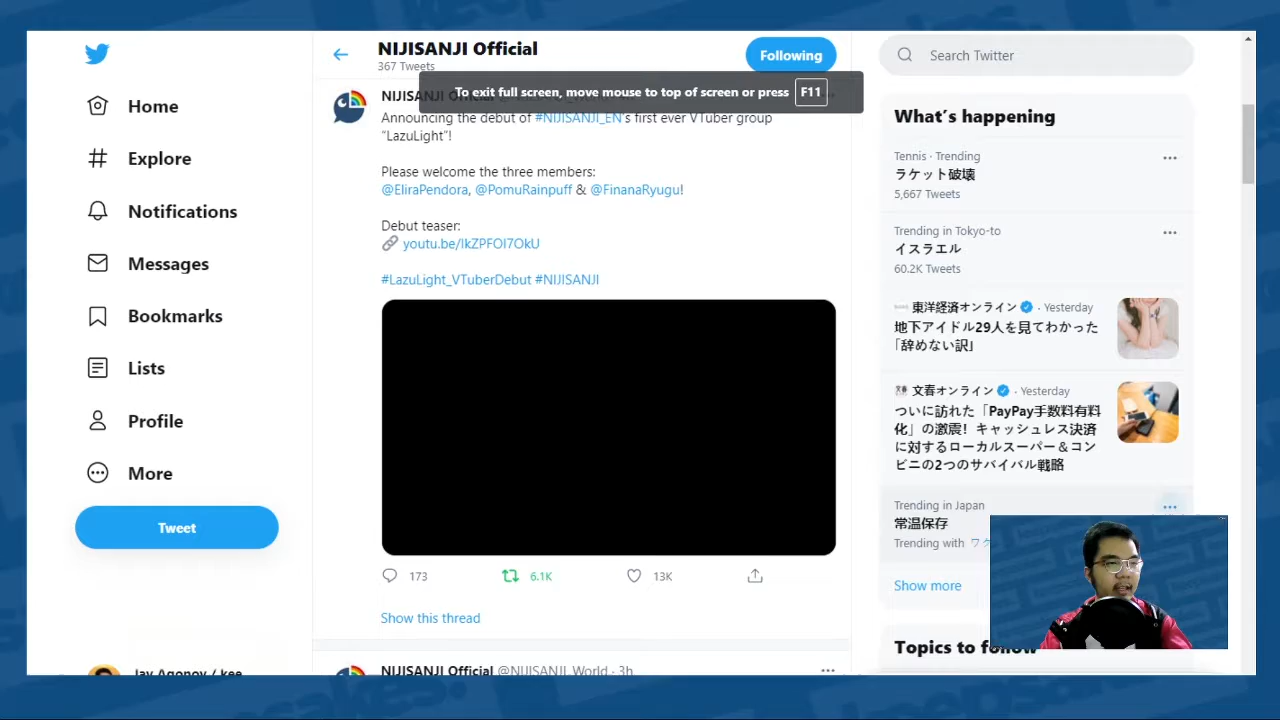 Home
Explore
Notifications
Messages
Bookmarks
Lists
Profile
More
Tweet
Jay Agonoy / kee
NIJISANJI Official
367 Tweets
Following
To exit full screen, move mouse to top of screen or press F11
NIJISANJI Official
Announcing the debut of #NIJISANJI_EN's first ever VTuber group
"LazuLight"!
Please welcome the three members:
@EliraPendora, @PomuRainpuff & @FinanaRyugu!
Debut teaser:
youtu.be/IkZPFOI7OkU
#LazuLight_VTuberDebut #NIJISANJI
173
6.1K
13K
Show this thread
NIJISANJI Official @NIJISANJI_World · 3h
Search Twitter
What's happening
Tennis · Trending
ラケット破壊
5,667 Tweets
Trending in Tokyo-to
イスラエル
60.2K Tweets
東洋経済オンライン · Yesterday
地下アイドル29人を見てわかった
「辞めない訳」
文春オンライン · Yesterday
ついに訪れた「PayPay手数料有料
化」の激震！キャッシュレス決済
に対するローカルスーパー＆コン
ビニの2つのサバイバル戦略
Trending in Japan
常温保存
Trending with ワク
Show more
Topics to follow